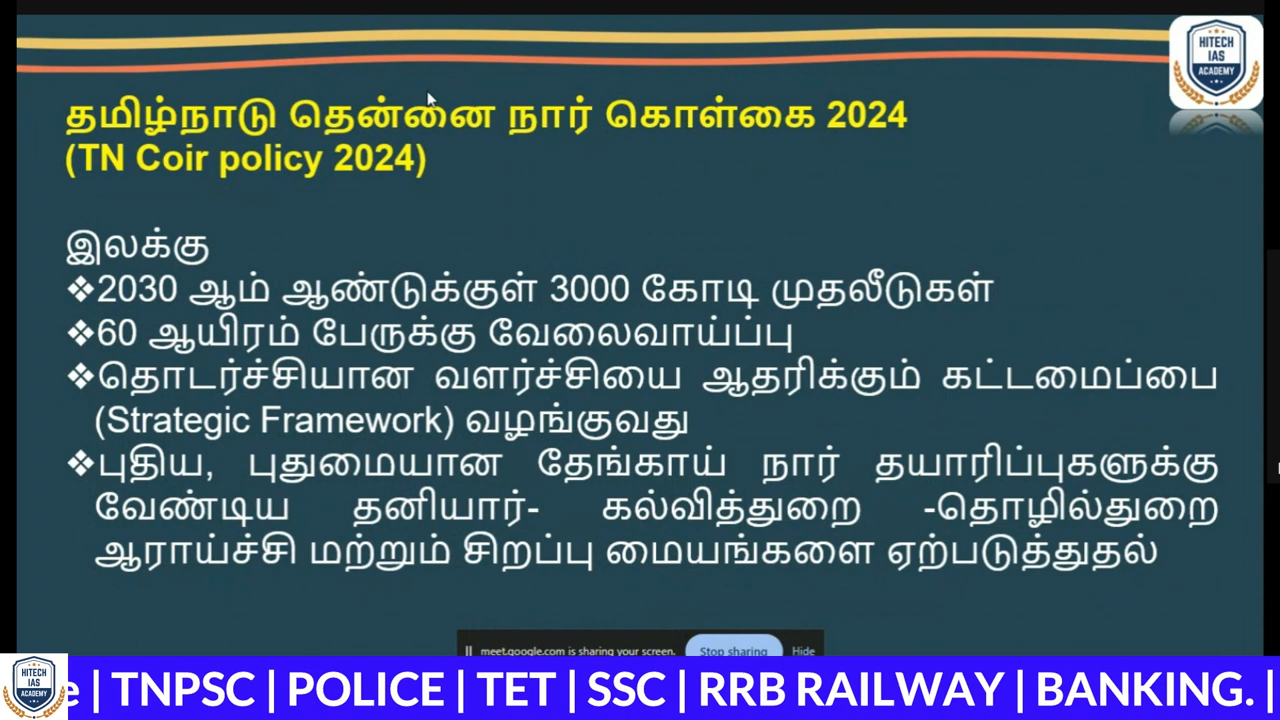 HITECH
IAS
ACADEMY
தமிழ்நாடு தென்னை நார் கொள்கை 2024
(TN Coir policy 2024)
இலக்கு
❖2030 ஆம் ஆண்டுக்குள் 3000 கோடி முதலீடுகள்
❖60 ஆயிரம் பேருக்கு வேலைவாய்ப்பு
❖தொடர்ச்சியான வளர்ச்சியை ஆதரிக்கும் கட்டமைப்பை
(Strategic Framework) வழங்குவது
❖புதிய, புதுமையான தேங்காய் நார் தயாரிப்புகளுக்கு
வேண்டிய தனியார்- கல்வித்துறை -தொழில்துறை
ஆராய்ச்சி மற்றும் சிறப்பு மையங்களை ஏற்படுத்துதல்
meet.google.com is sharing your screen. Stop sharing Hide
HITECH
IAS
ACADEMY
e | TNPSC | POLICE | TET | SSC | RRB RAILWAY | BANKING. |